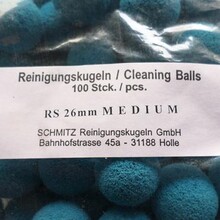 Reinigungskugeln / Cleaning Balls
100 Stck. / pcs.
RS 26mm MEDIUM
SCHMITZ Reinigungskugeln GmbH
Bahnhofstrasse 45a - 31188 Holle